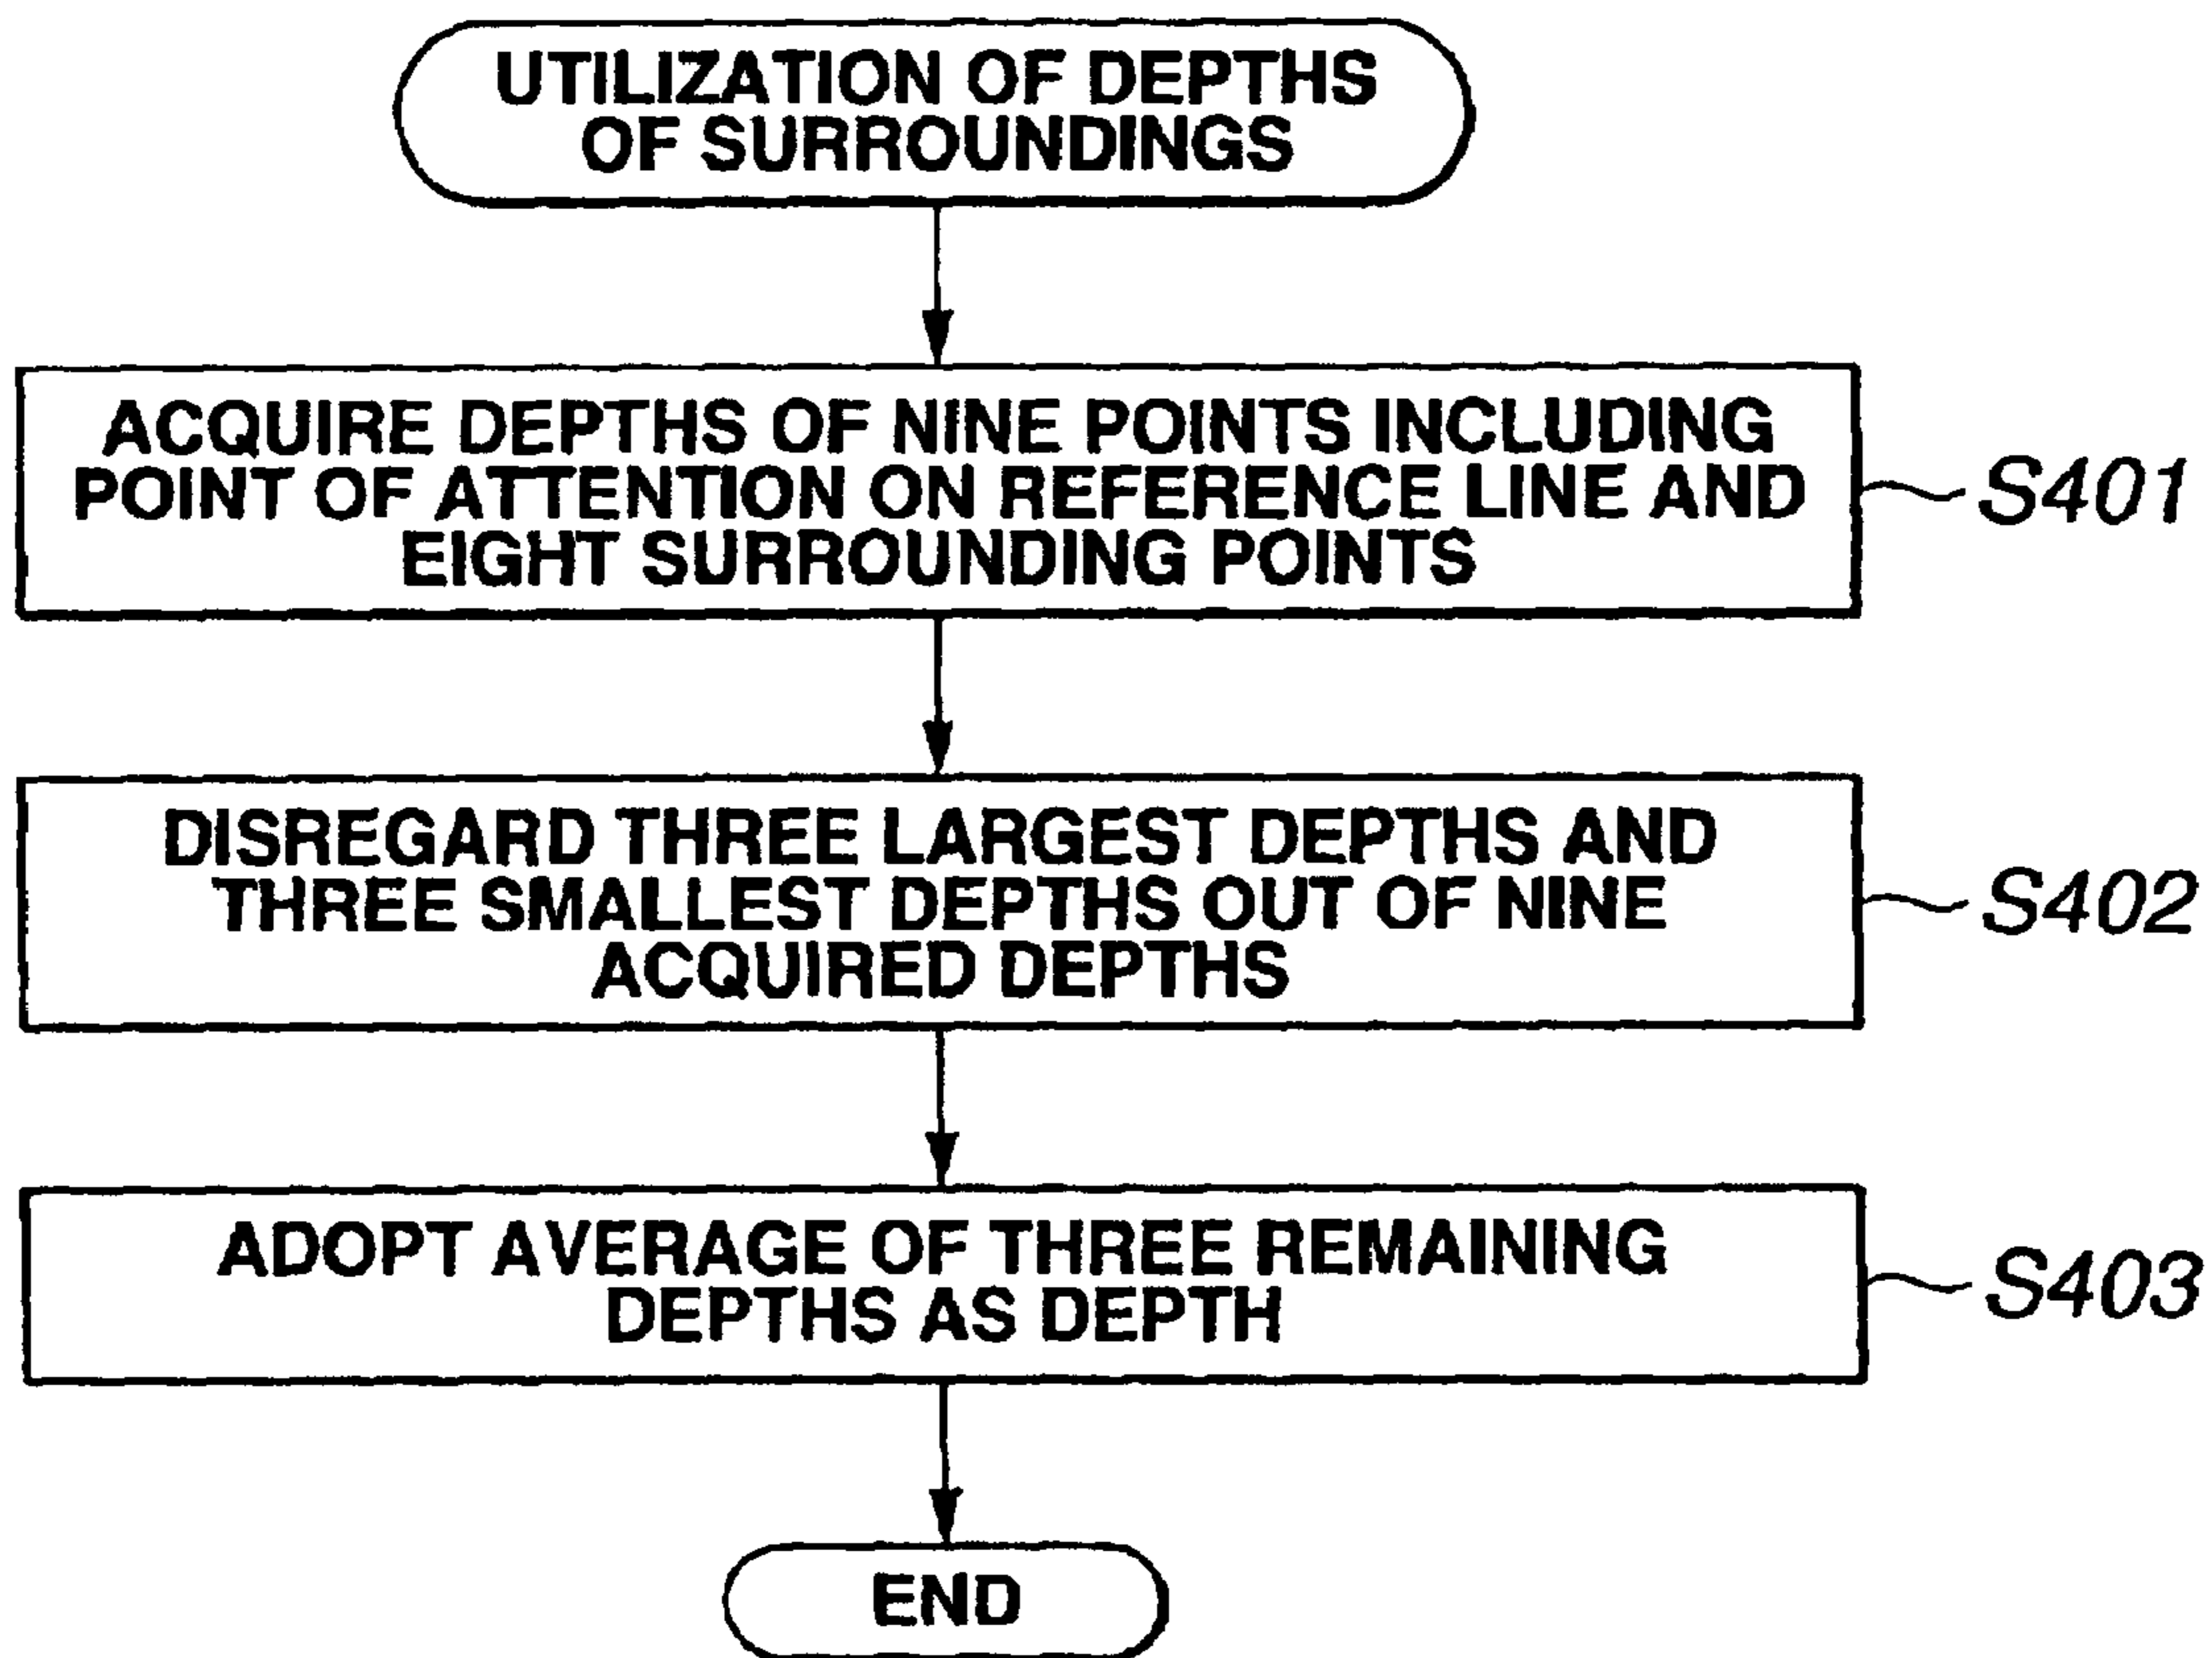 UTILIZATION OF DEPTHS
OF SURROUNDINGS
ACQUIRE DEPTHS OF NINE POINTS INCLUDING
POINT OF ATTENTION ON REFERENCE LINE AND
EIGHT SURROUNDING POINTS
S401
DISREGARD THREE LARGEST DEPTHS AND
THREE SMALLEST DEPTHS OUT OF NINE
ACQUIRED DEPTHS
S402
ADOPT AVERAGE OF THREE REMAINING
DEPTHS AS DEPTH
S403
END